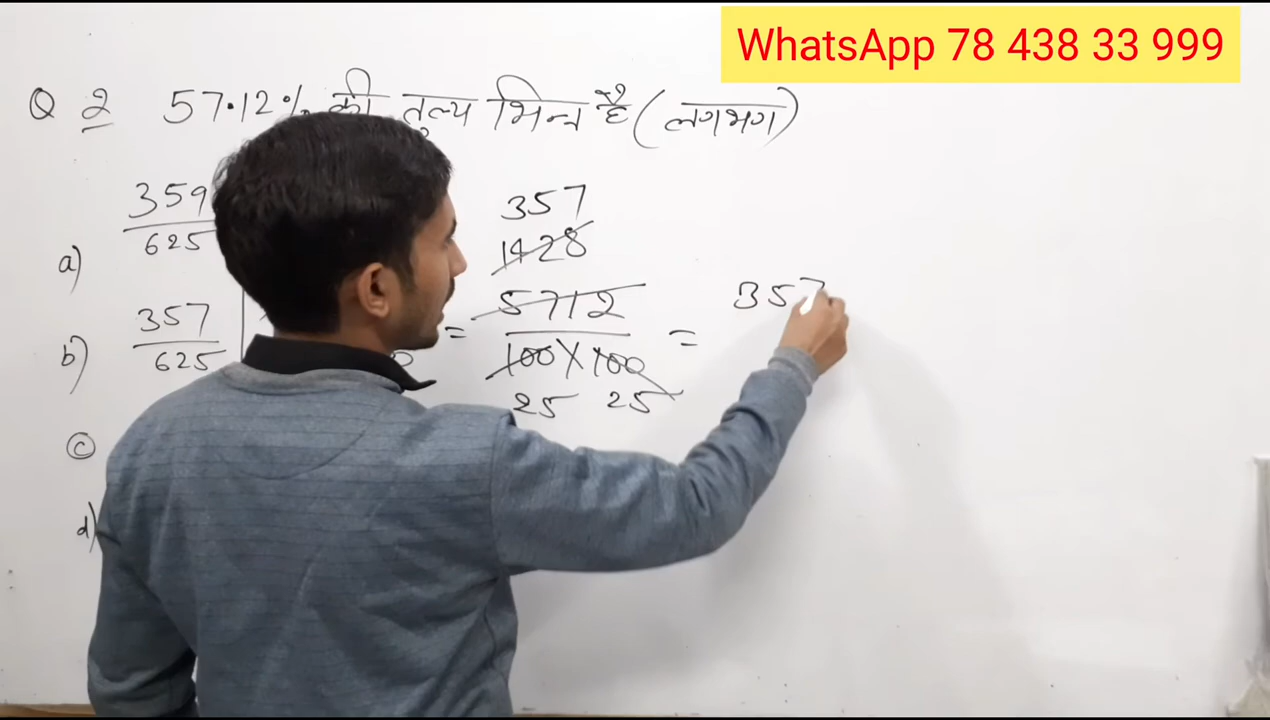 WhatsApp 78 438 33 999
Q 2 57.12% की तुल्य भिन्न है (लगभग)
a) 359/625
b) 357/625
c
d)
357
1428
= 5712 / 100 X 100 = 357
25 25